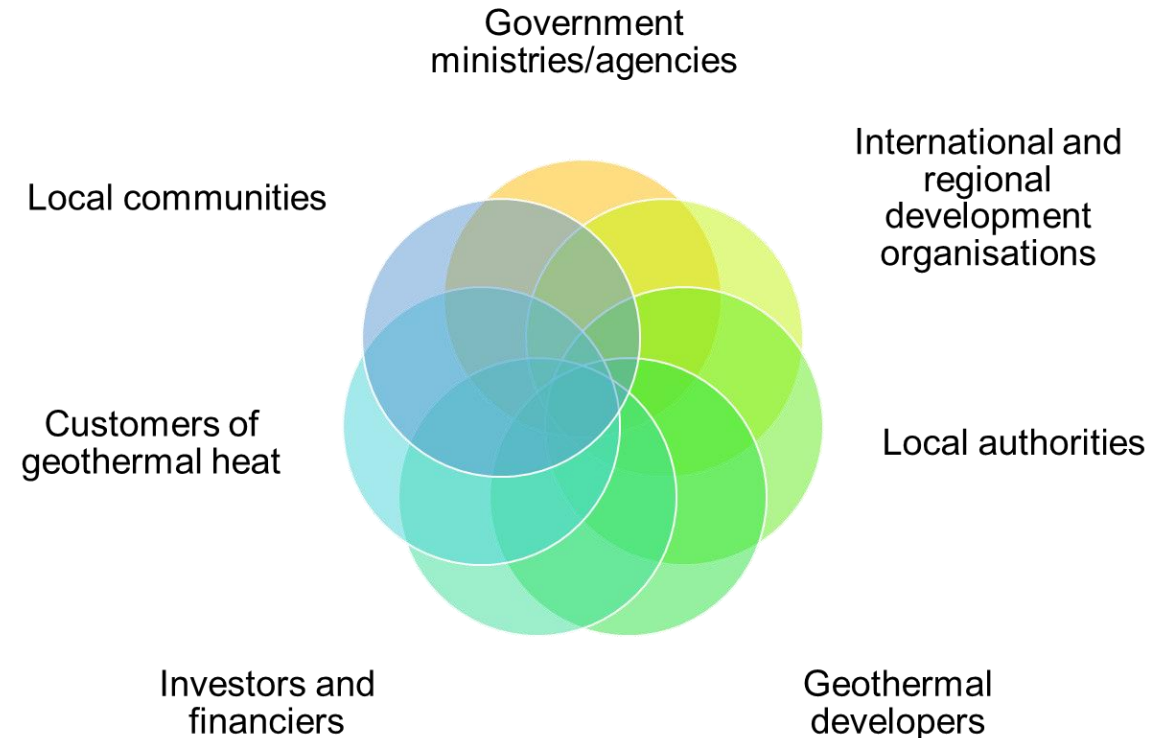 Government
ministries/agencies
International and
regional
development
organisations
Local communities
Customers of
geothermal heat
Local authorities
Investors and
financiers
Geothermal
developers